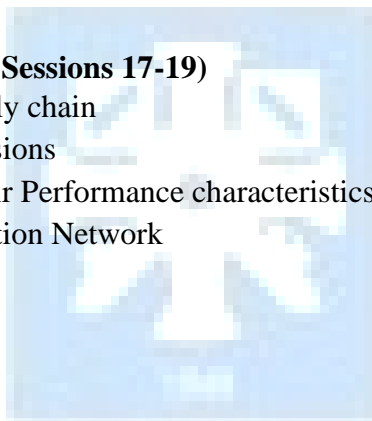 Sessions 17-19)
ly chain
sions
r Performance characteristics
tion Network